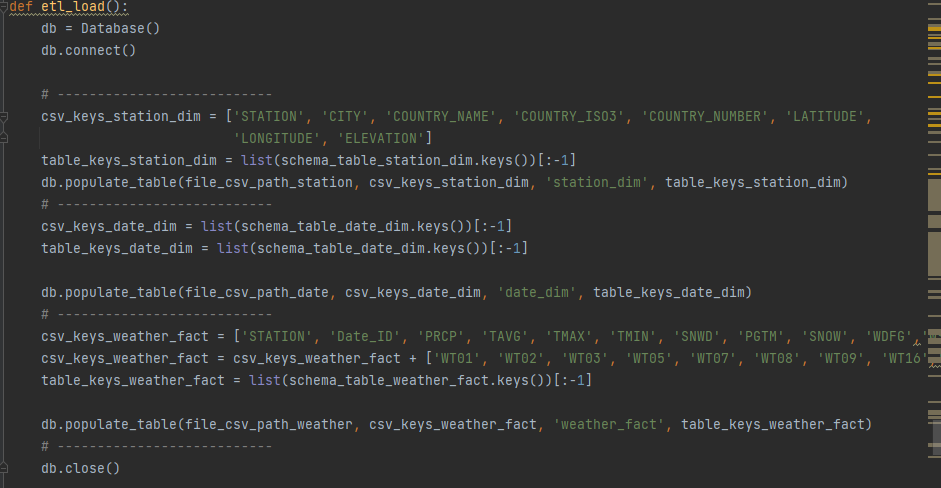 def etl_load():
    db = Database()
    db.connect()

    # ---------------------------
    csv_keys_station_dim = ['STATION', 'CITY', 'COUNTRY_NAME', 'COUNTRY_ISO3', 'COUNTRY_NUMBER', 'LATITUDE',
                            'LONGITUDE', 'ELEVATION']
    table_keys_station_dim = list(schema_table_station_dim.keys())[:-1]
    db.populate_table(file_csv_path_station, csv_keys_station_dim, 'station_dim', table_keys_station_dim)
    # ---------------------------
    csv_keys_date_dim = list(schema_table_date_dim.keys())[:-1]
    table_keys_date_dim = list(schema_table_date_dim.keys())[:-1]

    db.populate_table(file_csv_path_date, csv_keys_date_dim, 'date_dim', table_keys_date_dim)
    # ---------------------------
    csv_keys_weather_fact = ['STATION', 'Date_ID', 'PRCP', 'TAVG', 'TMAX', 'TMIN', 'SNWD', 'PGTM', 'SNOW', 'WDFG',
    csv_keys_weather_fact = csv_keys_weather_fact + ['WT01', 'WT02', 'WT03', 'WT05', 'WT07', 'WT08', 'WT09', 'WT16'
    table_keys_weather_fact = list(schema_table_weather_fact.keys())[:-1]

    db.populate_table(file_csv_path_weather, csv_keys_weather_fact, 'weather_fact', table_keys_weather_fact)
    # ---------------------------
    db.close()